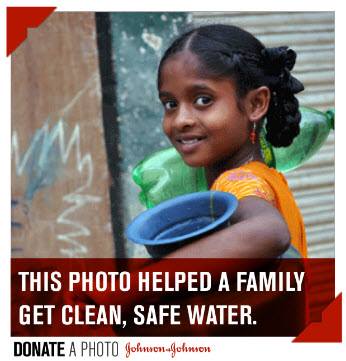 THIS PHOTO HELPED A FAMILY
GET CLEAN, SAFE WATER.
DONATE A PHOTO Johnson & Johnson